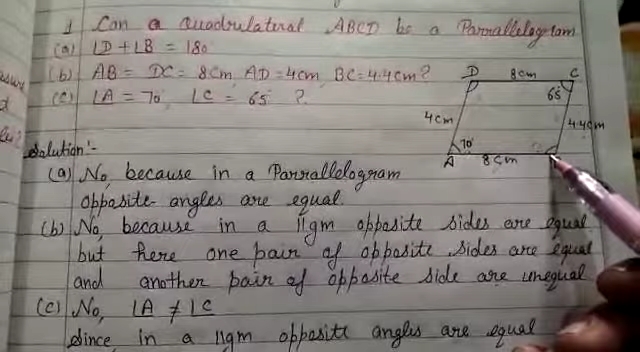 1 Can a quadrulateral ABCD be a Parrallelogram
(a) ∠D + ∠B = 180
(b) AB = DC = 8cm, AD = 4cm, BC = 4.4cm?
(c) ∠A = 70° ∠C = 65° ?
D 8cm C
65°
4cm
4.4cm
70°
A 8cm
Solution:-
(a) No, because in a Parrallelogram
opposite angles are equal.
(b) No, because in a 11gm opposite sides are equal
but here one pair of opposite sides are equal
and another pair of opposite side are unequal
(c) No, ∠A ≠ ∠C
since in a 11gm opposite angles are equal